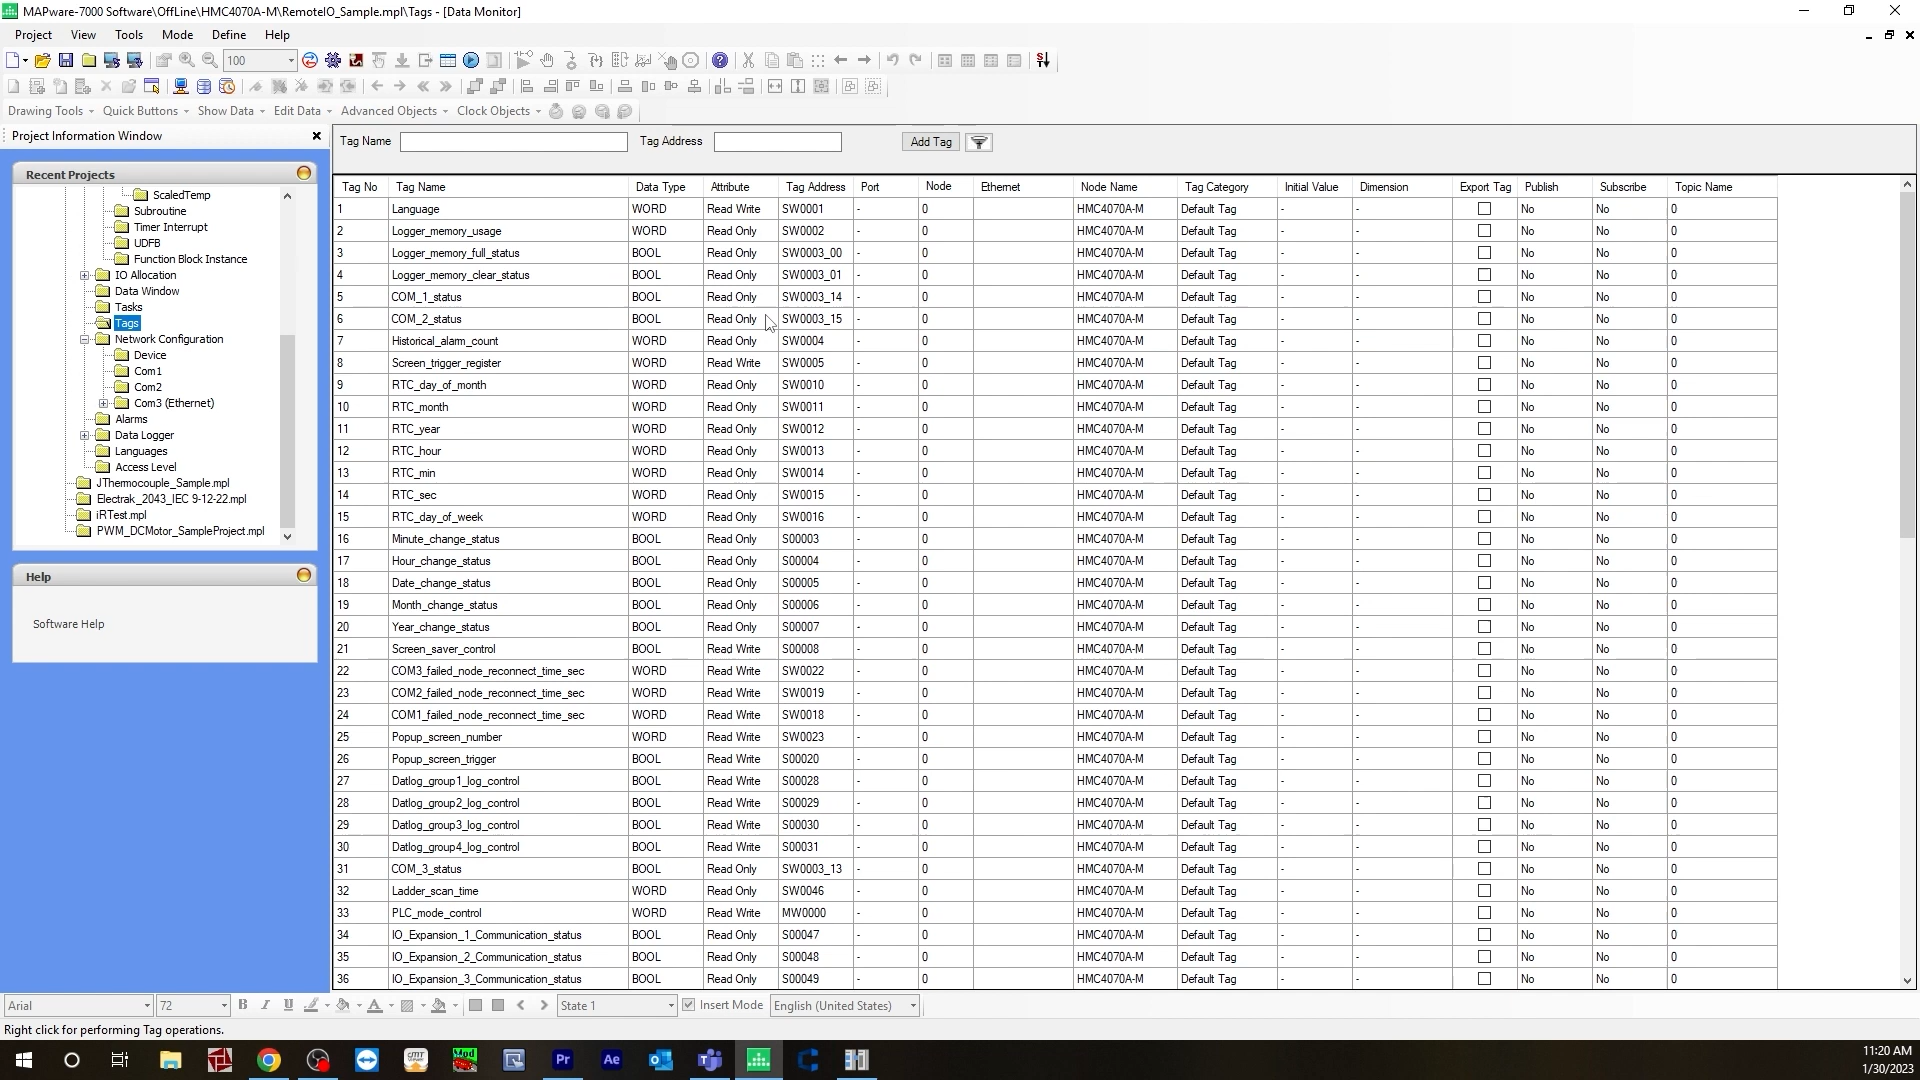 MAPware-7000 Software\OffLine\HMC4070A-M\RemoteIO_Sample.mpl\Tags - [Data Monitor]
Project View Tools Mode Define Help
100
Drawing Tools Quick Buttons Show Data Edit Data Advanced Objects Clock Objects
Project Information Window
Recent Projects
ScaledTemp
Subroutine
Timer Interrupt
UDFB
Function Block Instance
IO Allocation
Data Window
Tasks
Tags
Network Configuration
Device
Com1
Com2
Com3 (Ethernet)
Alarms
Data Logger
Languages
Access Level
JThemocouple_Sample.mpl
Electrak_2043_IEC 9-12-22.mpl
iRTest.mpl
PWM_DCMotor_SampleProject.mpl
Help
Software Help
Tag Name Tag Address Add Tag
Tag No Tag Name Data Type Attribute Tag Address Port Node Ethernet Node Name Tag Category Initial Value Dimension Export Tag Publish Subscribe Topic Name
1 Language WORD Read Write SW0001 - 0 HMC4070A-M Default Tag - - No No 0
2 Logger_memory_usage WORD Read Only SW0002 - 0 HMC4070A-M Default Tag - - No No 0
3 Logger_memory_full_status BOOL Read Only SW0003_00 - 0 HMC4070A-M Default Tag - - No No 0
4 Logger_memory_clear_status BOOL Read Only SW0003_01 - 0 HMC4070A-M Default Tag - - No No 0
5 COM_1_status BOOL Read Only SW0003_14 - 0 HMC4070A-M Default Tag - - No No 0
6 COM_2_status BOOL Read Only SW0003_15 - 0 HMC4070A-M Default Tag - - No No 0
7 Historical_alarm_count WORD Read Only SW0004 - 0 HMC4070A-M Default Tag - - No No 0
8 Screen_trigger_register WORD Read Write SW0005 - 0 HMC4070A-M Default Tag - - No No 0
9 RTC_day_of_month WORD Read Only SW0010 - 0 HMC4070A-M Default Tag - - No No 0
10 RTC_month WORD Read Only SW0011 - 0 HMC4070A-M Default Tag - - No No 0
11 RTC_year WORD Read Only SW0012 - 0 HMC4070A-M Default Tag - - No No 0
12 RTC_hour WORD Read Only SW0013 - 0 HMC4070A-M Default Tag - - No No 0
13 RTC_min WORD Read Only SW0014 - 0 HMC4070A-M Default Tag - - No No 0
14 RTC_sec WORD Read Only SW0015 - 0 HMC4070A-M Default Tag - - No No 0
15 RTC_day_of_week WORD Read Only SW0016 - 0 HMC4070A-M Default Tag - - No No 0
16 Minute_change_status BOOL Read Only S00003 - 0 HMC4070A-M Default Tag - - No No 0
17 Hour_change_status BOOL Read Only S00004 - 0 HMC4070A-M Default Tag - - No No 0
18 Date_change_status BOOL Read Only S00005 - 0 HMC4070A-M Default Tag - - No No 0
19 Month_change_status BOOL Read Only S00006 - 0 HMC4070A-M Default Tag - - No No 0
20 Year_change_status BOOL Read Only S00007 - 0 HMC4070A-M Default Tag - - No No 0
21 Screen_saver_control BOOL Read Write S00008 - 0 HMC4070A-M Default Tag - - No No 0
22 COM3_failed_node_reconnect_time_sec WORD Read Write SW0022 - 0 HMC4070A-M Default Tag - - No No 0
23 COM2_failed_node_reconnect_time_sec WORD Read Write SW0019 - 0 HMC4070A-M Default Tag - - No No 0
24 COM1_failed_node_reconnect_time_sec WORD Read Write SW0018 - 0 HMC4070A-M Default Tag - - No No 0
25 Popup_screen_number WORD Read Write SW0023 - 0 HMC4070A-M Default Tag - - No No 0
26 Popup_screen_trigger BOOL Read Write S00020 - 0 HMC4070A-M Default Tag - - No No 0
27 Datlog_group1_log_control BOOL Read Write S00028 - 0 HMC4070A-M Default Tag - - No No 0
28 Datlog_group2_log_control BOOL Read Write S00029 - 0 HMC4070A-M Default Tag - - No No 0
29 Datlog_group3_log_control BOOL Read Write S00030 - 0 HMC4070A-M Default Tag - - No No 0
30 Datlog_group4_log_control BOOL Read Write S00031 - 0 HMC4070A-M Default Tag - - No No 0
31 COM_3_status BOOL Read Only SW0003_13 - 0 HMC4070A-M Default Tag - - No No 0
32 Ladder_scan_time WORD Read Only SW0046 - 0 HMC4070A-M Default Tag - - No No 0
33 PLC_mode_control WORD Read Write MW0000 - 0 HMC4070A-M Default Tag - - No No 0
34 IO_Expansion_1_Communication_status BOOL Read Only S00047 - 0 HMC4070A-M Default Tag - - No No 0
35 IO_Expansion_2_Communication_status BOOL Read Only S00048 - 0 HMC4070A-M Default Tag - - No No 0
36 IO_Expansion_3_Communication_status BOOL Read Only S00049 - 0 HMC4070A-M Default Tag - - No No 0
Arial 72 B I U A State 1 Insert Mode English (United States)
Right click for performing Tag operations.
Pr Ae
11:20 AM
1/30/2023